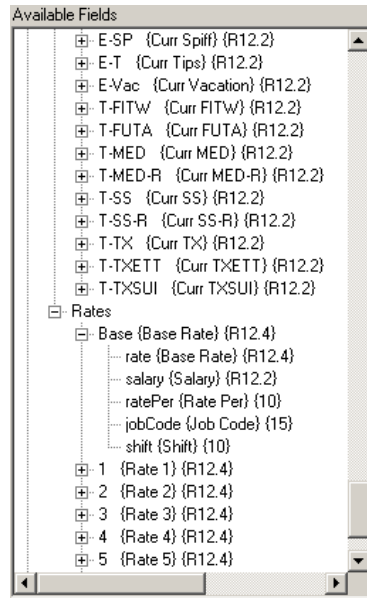 Available Fields
E-SP {Curr Spiff} {R12.2}
E-T {Curr Tips} {R12.2}
E-Vac {Curr Vacation} {R12.2}
T-FITW {Curr FITW} {R12.2}
T-FUTA {Curr FUTA} {R12.2}
T-MED {Curr MED} {R12.2}
T-MED-R {Curr MED-R} {R12.2}
T-SS {Curr SS} {R12.2}
T-SS-R {Curr SS-R} {R12.2}
T-TX {Curr TX} {R12.2}
T-TXETT {Curr TXETT} {R12.2}
T-TXSUI {Curr TXSUI} {R12.2}
Rates
Base {Base Rate} {R12.4}
rate {Base Rate} {R12.4}
salary {Salary} {R12.2}
ratePer {Rate Per} {10}
jobCode {Job Code} {15}
shift {Shift} {10}
1 {Rate 1} {R12.4}
2 {Rate 2} {R12.4}
3 {Rate 3} {R12.4}
4 {Rate 4} {R12.4}
5 {Rate 5} {R12.4}